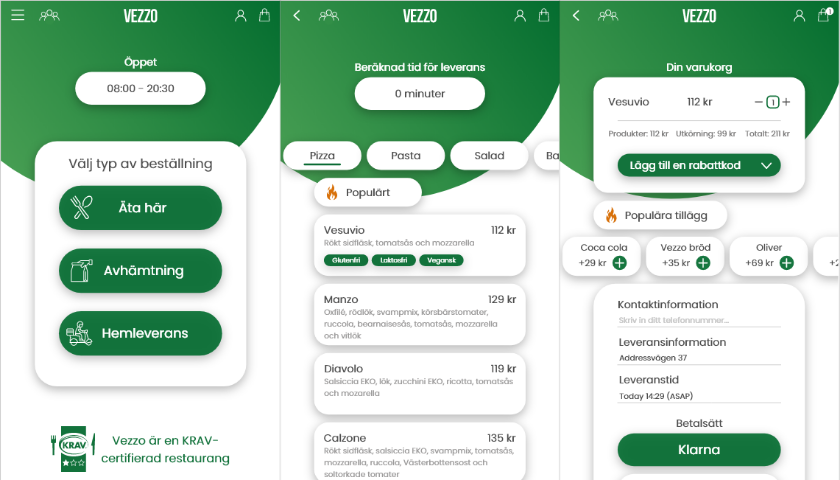 VEZZO
Öppet
08:00 - 20:30
Välj typ av beställning
Äta här
Avhämtning
Hemleverans
KRAV
Vezzo är en KRAV-
certifierad restaurang
VEZZO
Beräknad tid för leverans
0 minuter
Pizza
Pasta
Salad
Ba
Populärt
Vesuvio 112 kr
Rökt sidfläsk, tomatsås och mozzarella
Glutenfri Laktosfri Vegansk
Manzo 129 kr
Oxfilé, rödlök, svampmix, körsbärstomater,
ruccola, bearnaisesås, tomatsås, mozzarella
och vitlök
Diavolo 119 kr
Salsiccia EKO, lök, zucchini EKO, ricotta, tomatsås
och mozarella
Calzone 135 kr
Rökt sidfläsk, salsiccia EKO, svampmix, tomatsås,
mozzarella, ruccola, Västerbottensost och
soltorkade tomater
VEZZO
1
Din varukorg
Vesuvio 112 kr – 1 +
Produkter: 112 kr Utkörning: 99 kr Totalt: 211 kr
Lägg till en rabattkod
Populära tillägg
Coca cola
+29 kr
Vezzo bröd
+35 kr
Oliver
+69 kr
+2
Kontaktinformation
Skriv in ditt telefonnummer...
Leveransinformation
Addressvägen 37
Leveranstid
Today 14:29 (ASAP)
Betalsätt
Klarna